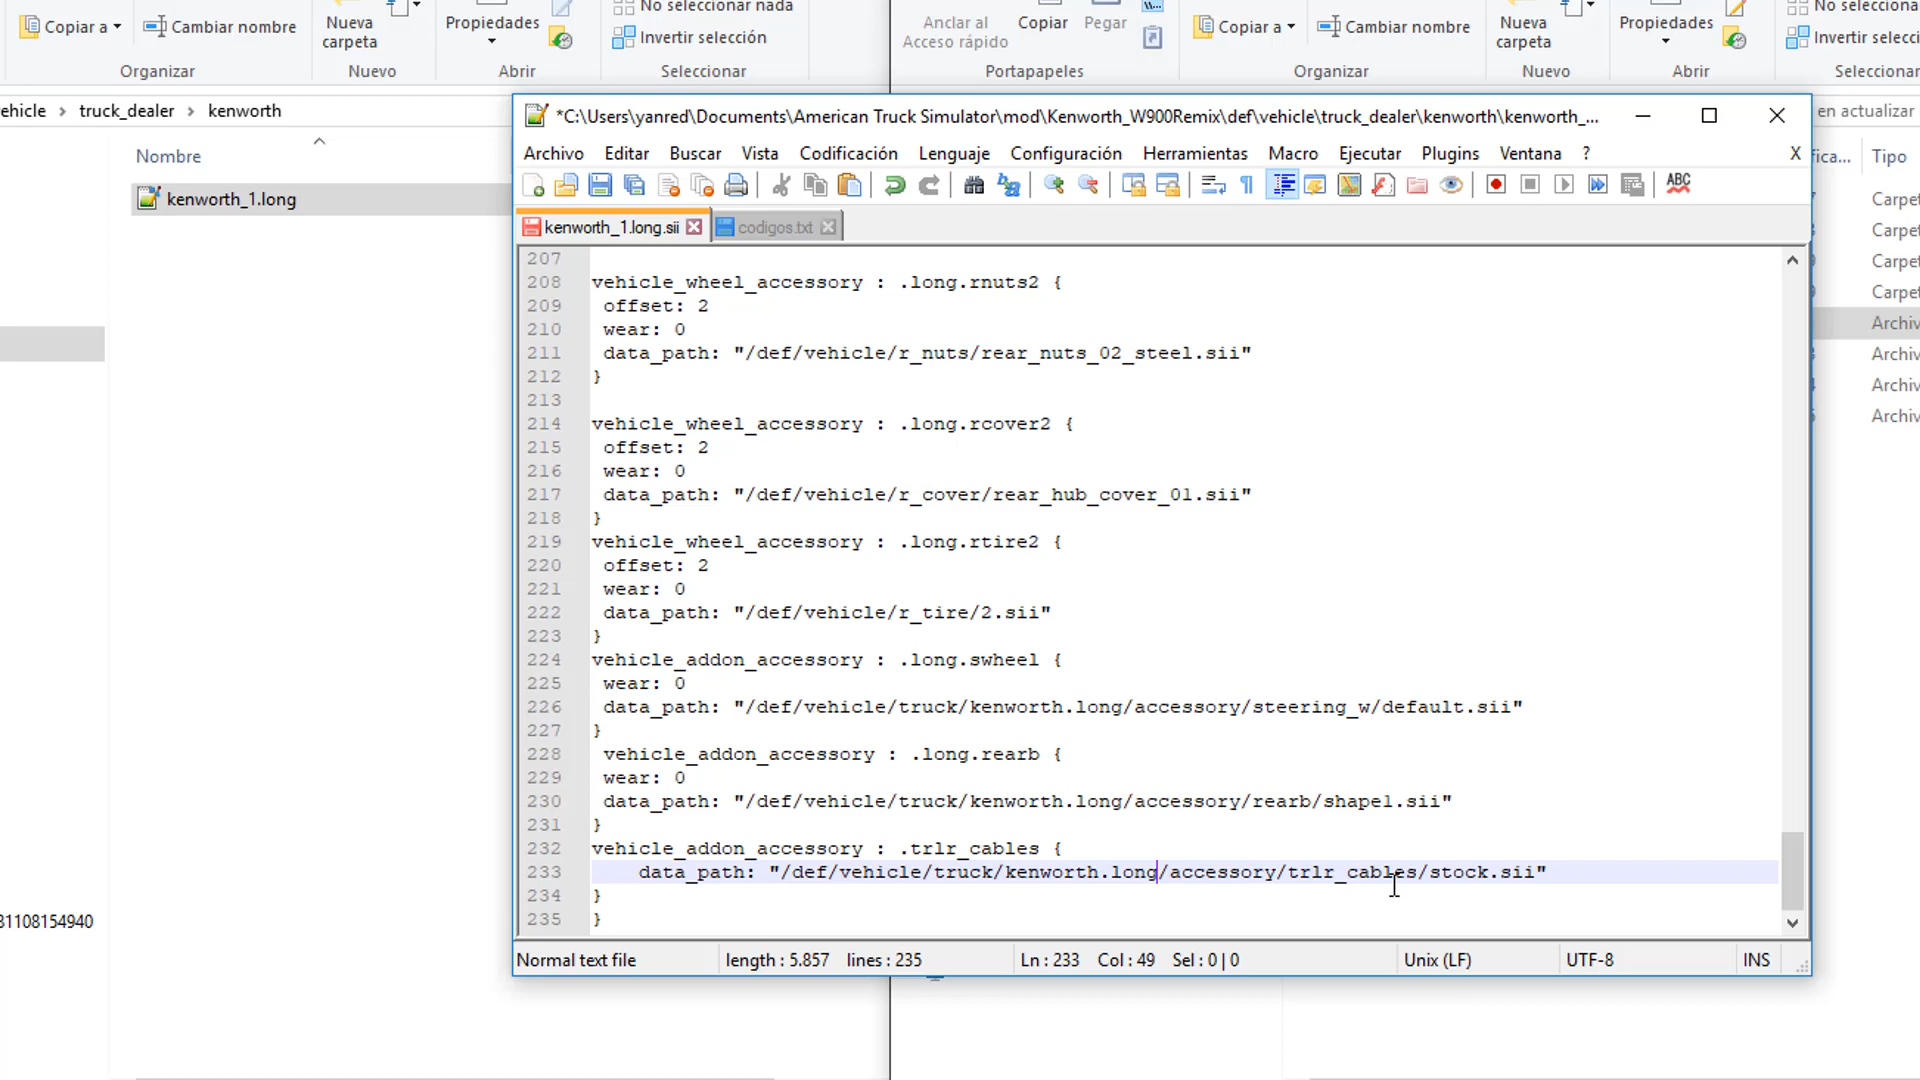 No seleccionar nada
Copiar a
Cambiar nombre
Nueva
carpeta
Propiedades
Invertir selección
Organizar
Nuevo
Abrir
Seleccionar
Anclar al
Acceso rápido
Copiar
Pegar
Copiar a
Cambiar nombre
Nueva
carpeta
Propiedades
No selecciona
Invertir selecci
Portapapeles
Organizar
Nuevo
Abrir
Seleccionar
ehicle > truck_dealer > kenworth
en actualizar
Nombre
kenworth_1.long
*C:\Users\yanred\Documents\American Truck Simulator\mod\Kenworth_W900Remix\def\vehicle\truck_dealer\kenworth\kenworth_...
Archivo Editar Buscar Vista Codificación Lenguaje Configuración Herramientas Macro Ejecutar Plugins Ventana ? X
ABC
kenworth_1.long.sii
codigos.txt
207
208 vehicle_wheel_accessory : .long.rnuts2 {
209 offset: 2
210 wear: 0
211 data_path: "/def/vehicle/r_nuts/rear_nuts_02_steel.sii"
212 }
213
214 vehicle_wheel_accessory : .long.rcover2 {
215 offset: 2
216 wear: 0
217 data_path: "/def/vehicle/r_cover/rear_hub_cover_01.sii"
218 }
219 vehicle_wheel_accessory : .long.rtire2 {
220 offset: 2
221 wear: 0
222 data_path: "/def/vehicle/r_tire/2.sii"
223 }
224 vehicle_addon_accessory : .long.swheel {
225 wear: 0
226 data_path: "/def/vehicle/truck/kenworth.long/accessory/steering_w/default.sii"
227 }
228 vehicle_addon_accessory : .long.rearb {
229 wear: 0
230 data_path: "/def/vehicle/truck/kenworth.long/accessory/rearb/shape1.sii"
231 }
232 vehicle_addon_accessory : .trlr_cables {
233 data_path: "/def/vehicle/truck/kenworth.long/accessory/trlr_cables/stock.sii"
234 }
235 }
Normal text file length : 5.857 lines : 235 Ln : 233 Col : 49 Sel : 0 | 0 Unix (LF) UTF-8 INS
ifica... Tipo
Carpet
Carpet
Carpet
Carpet
Archiv
Archiv
Archiv
Archiv
31108154940